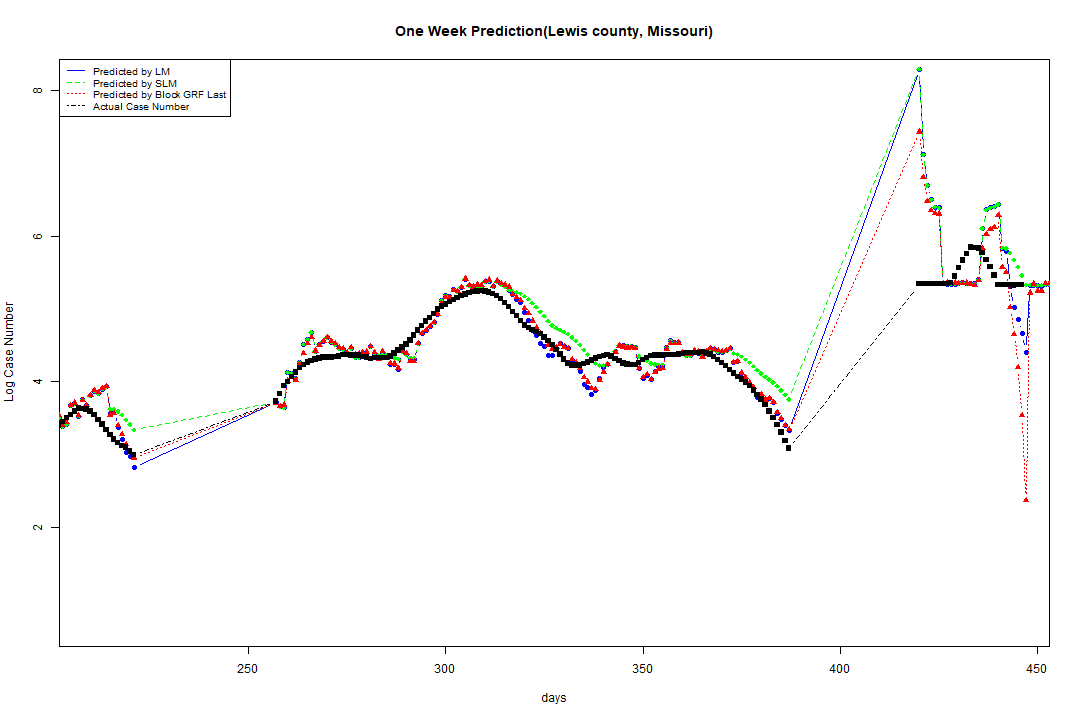 One Week Prediction(Lewis county, Missouri)
Predicted by LM
Predicted by SLM
Predicted by Block GRF Last
Actual Case Number
8
6
4
2
Log Case Number
250 300 350 400 450
days